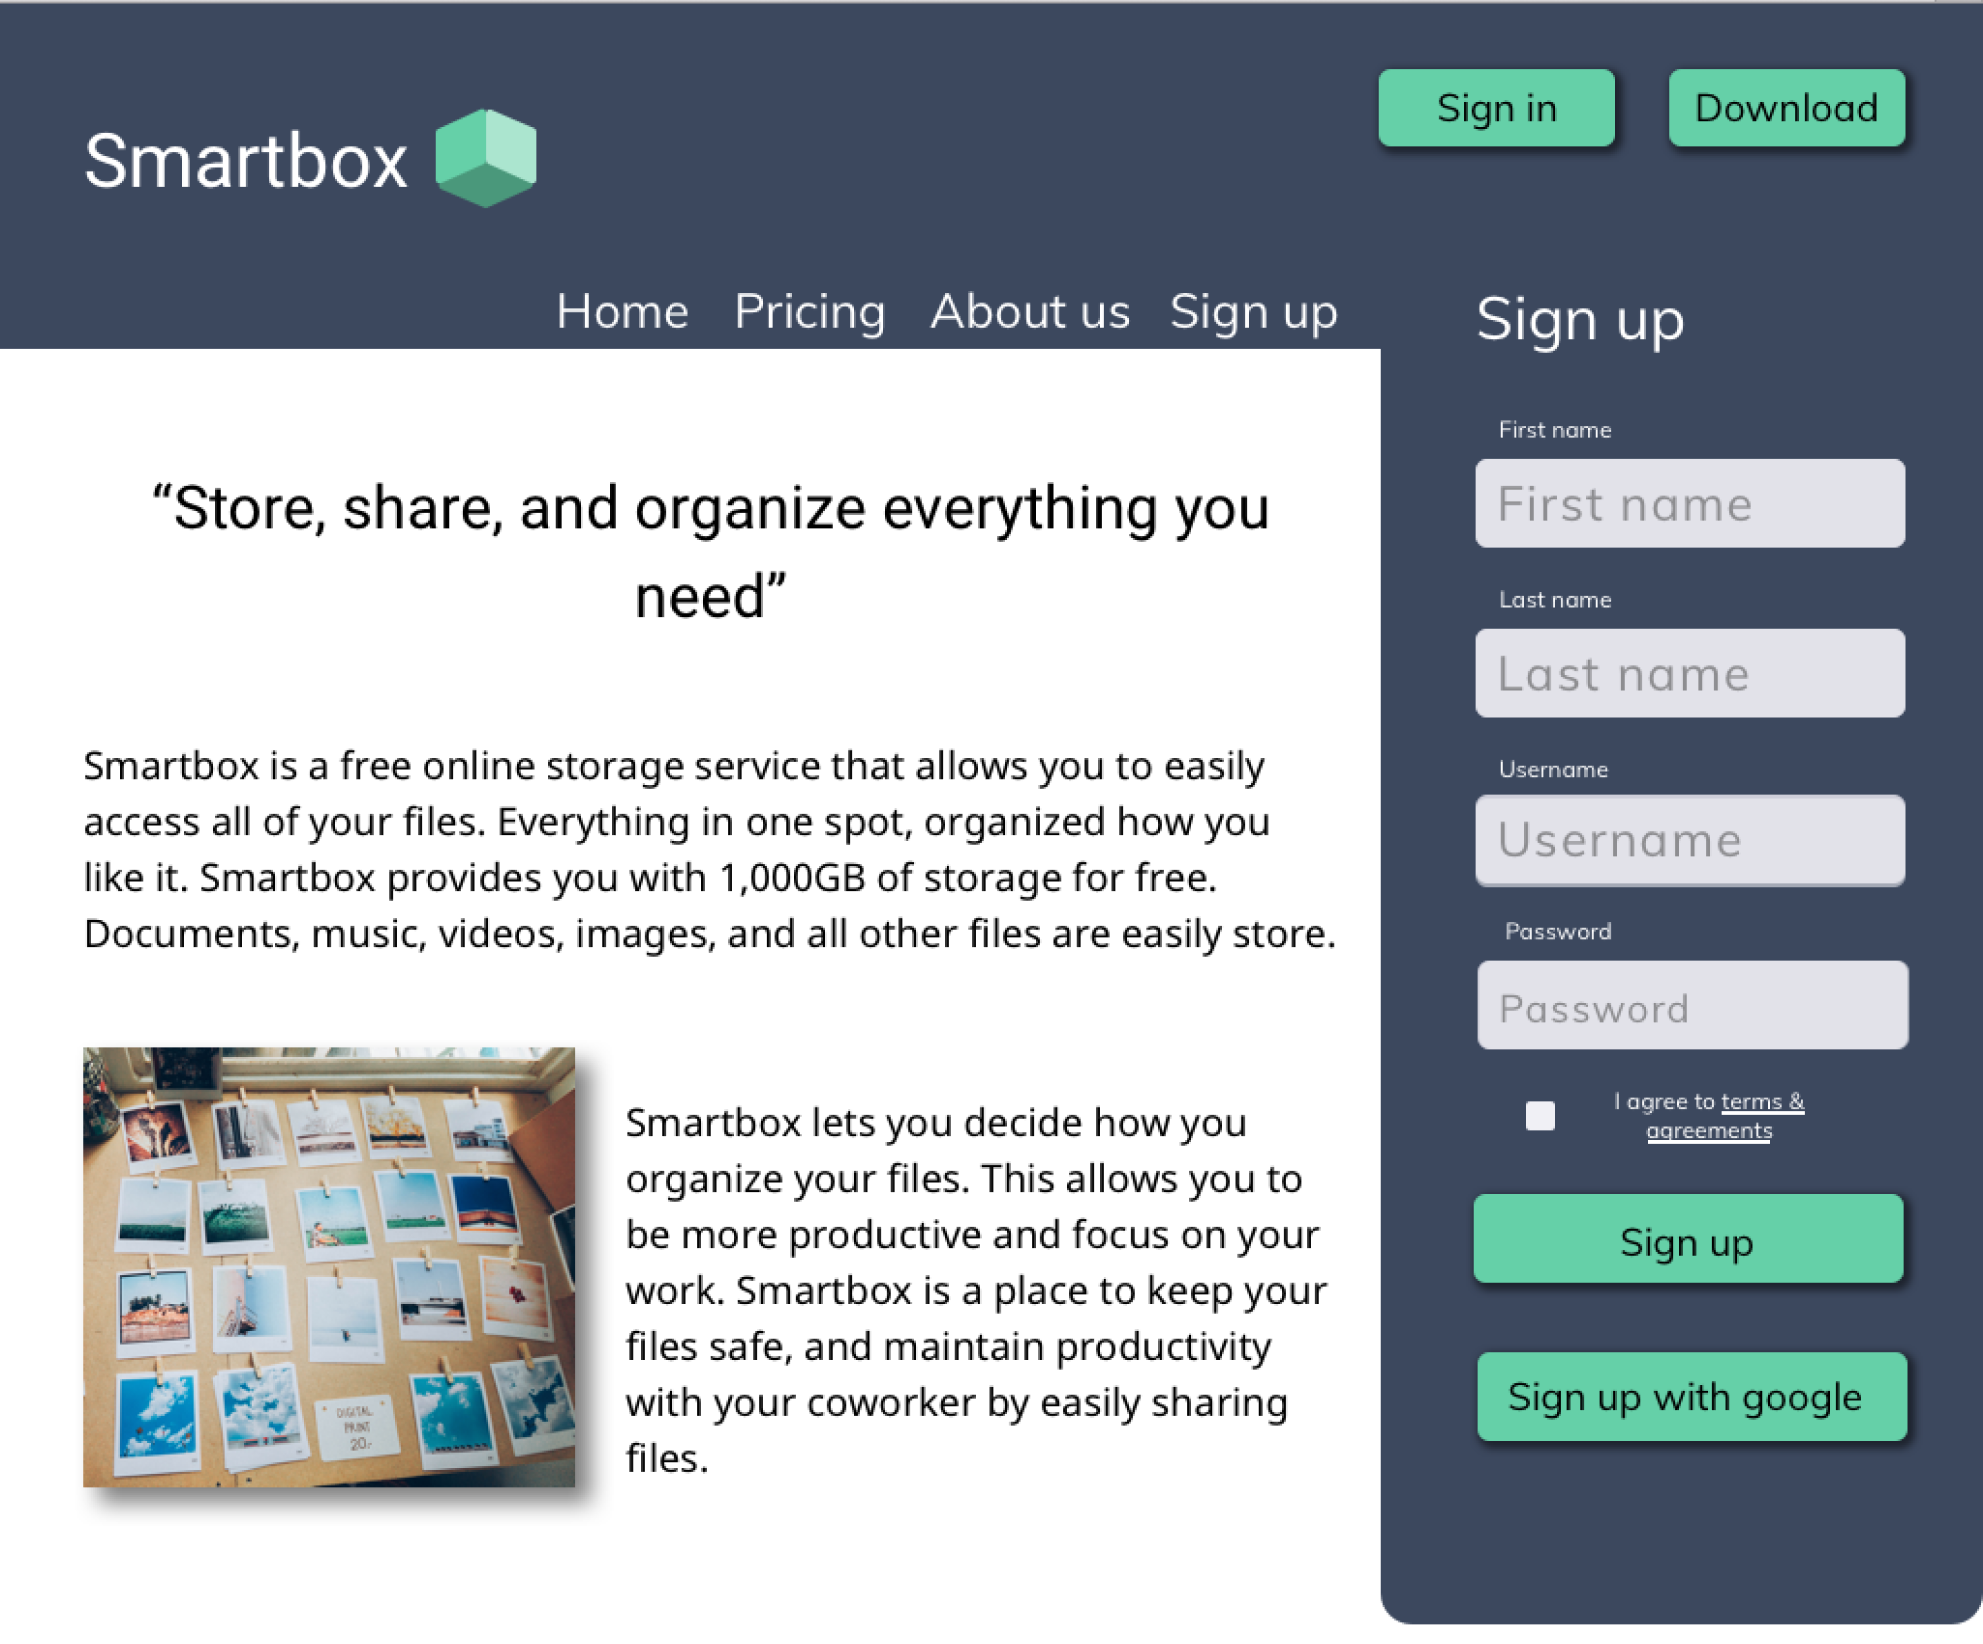 Sign in
Download
Smartbox
Home
Pricing
About us
Sign up
“Store, share, and organize everything you
need”
Smartbox is a free online storage service that allows you to easily
access all of your files. Everything in one spot, organized how you
like it. Smartbox provides you with 1,000GB of storage for free.
Documents, music, videos, images, and all other files are easily store.
DIGITAL
PRINT
20.-
Smartbox lets you decide how you
organize your files. This allows you to
be more productive and focus on your
work. Smartbox is a place to keep your
files safe, and maintain productivity
with your coworker by easily sharing
files.
Sign up
First name
First name
Last name
Last name
Username
Username
Password
Password
I agree to terms &
agreements
Sign up
Sign up with google